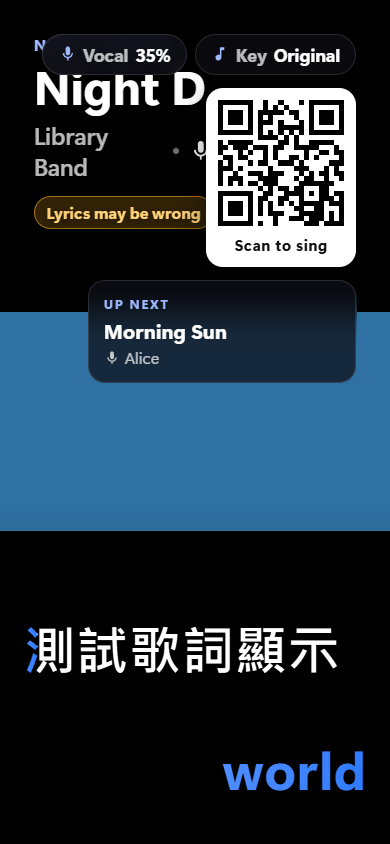 N
Vocal 35%
Key Original
Night D
Library
Band
Lyrics may be wrong
Scan to sing
UP NEXT
Morning Sun
Alice
測試歌詞顯示
world